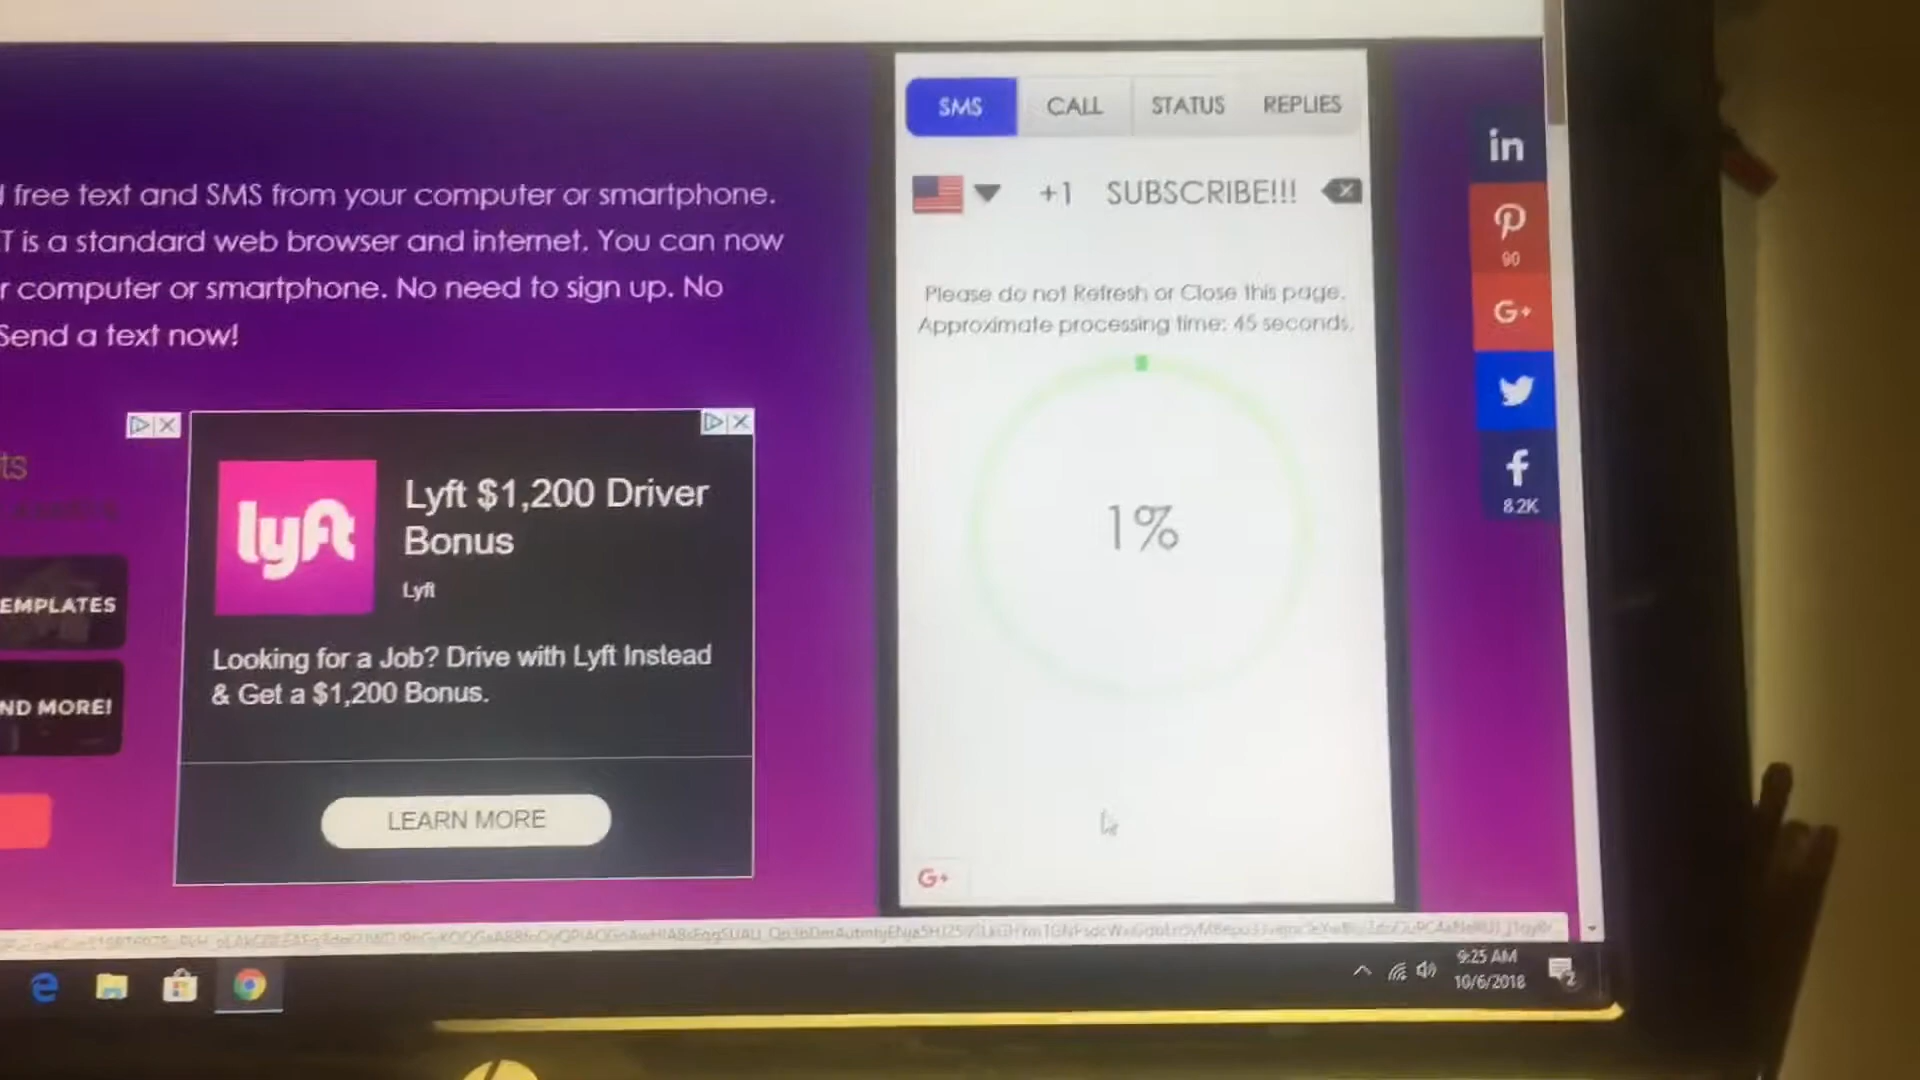 free text and SMS from your computer or smartphone.
T is a standard web browser and internet. You can now
r computer or smartphone. No need to sign up. No
Send a text now!
ts
EMPLATES
ND MORE!
lyft
Lyft $1,200 Driver
Bonus
Lyft
Looking for a Job? Drive with Lyft Instead
& Get a $1,200 Bonus.
LEARN MORE
SMS CALL STATUS REPLIES
+1 SUBSCRIBE!!!
Please do not Refresh or Close this page.
Approximate processing time: 45 seconds.
1%
G+
in
90
G+
f
8.2K
9:25 AM
10/6/2018
2